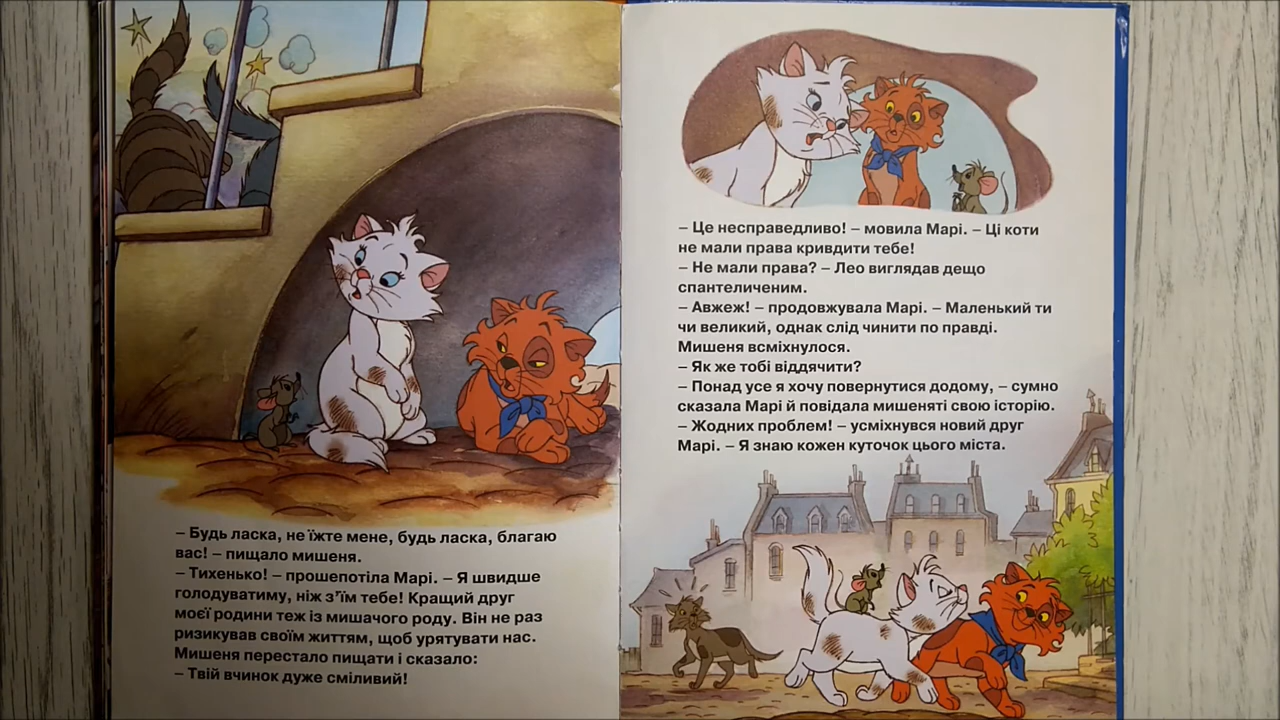 – Будь ласка, не їжте мене, будь ласка, благаю
вас! – пищало мишеня.
– Тихенько! – прошепотіла Марі. – Я швидше
голодуватиму, ніж з’їм тебе! Кращий друг
моєї родини теж із мишачого роду. Він не раз
ризикував своїм життям, щоб урятувати нас.
Мишеня перестало пищати і сказало:
– Твій вчинок дуже сміливий!
– Це несправедливо! – мовила Марі. – Ці коти
не мали права кривдити тебе!
– Не мали права? – Лео виглядав дещо
спантеличеним.
– Авжеж! – продовжувала Марі. – Маленький ти
чи великий, однак слід чинити по правді.
Мишеня всміхнулося.
– Як же тобі віддячити?
– Понад усе я хочу повернутися додому, – сумно
сказала Марі й повідала мишеняті свою історію.
– Жодних проблем! – усміхнувся новий друг
Марі. – Я знаю кожен куточок цього міста.